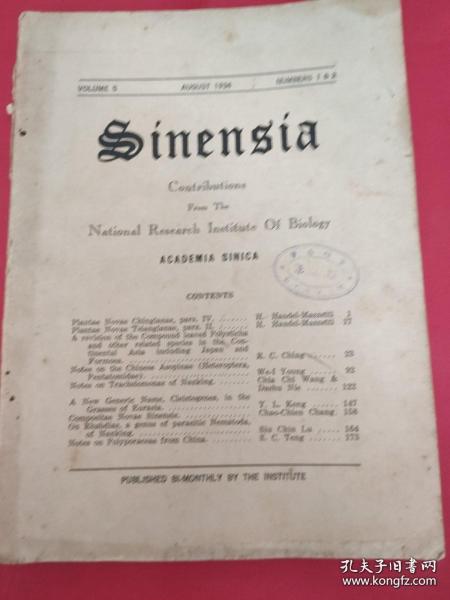 VOLUME 5 AUGUST 1934 NUMBERS 1 & 2
Sinensia
Contributions
From The
National Research Institute Of Biology
ACADEMIA SINICA
CONTENTS
Plantae Novae Chingianae, pars. IV. ...... H. Handel-Mazzetti 1
Plantae Novae Tsiangianae, pars. II. ...... H. Handel-Mazzetti 17
A revision of the Compound leaved Polysticha
and other related species in the Con-
tinental Asia including Japan and
Formosa. ...... R. C. Ching ...... 23
Notes on the Chinese Asopinae (Heteroptera,
Pentatomidae). ...... We-I Young ...... 92
Notes on Trachelomonas of Nanking. ...... Chia Chi Wang &
Dashu Nie ...... 122
A New Generic Name, Cleistogenes, in the
Grasses of Eurasia. ...... Y. L. Keng ...... 147
Compositae Novae Sinensis. ...... Chao-Chien Chang. 156
On Rhabdias, a genus of parasitic Nematoda,
of Nanking. ...... Siu Chin Lu ...... 164
Notes on Polyporaceae from China. ...... S. C. Teng ...... 173
PUBLISHED BI-MONTHLY BY THE INSTITUTE
孔夫子旧书网
www.kongfz.com